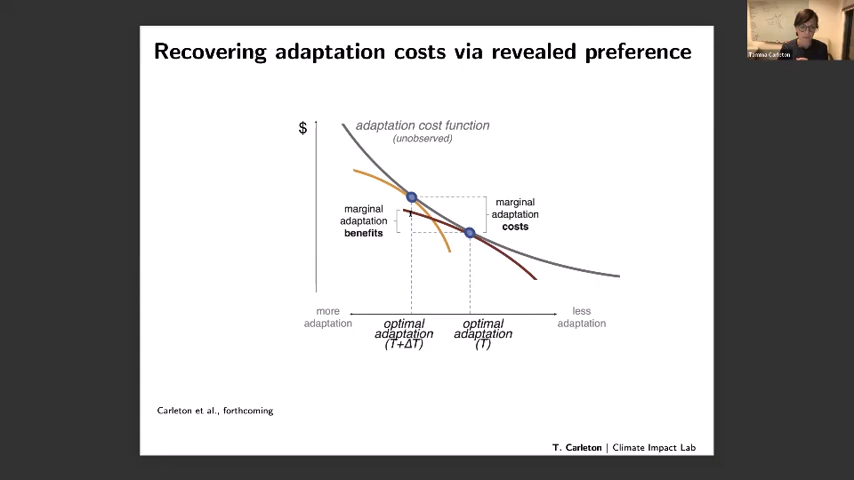 Recovering adaptation costs via revealed preference
Tamma Carleton
$
adaptation cost function
(unobserved)
marginal
adaptation
benefits
marginal
adaptation
costs
more
adaptation
less
adaptation
optimal
adaptation
(T+ΔT)
optimal
adaptation
(T)
Carleton et al., forthcoming
T. Carleton | Climate Impact Lab